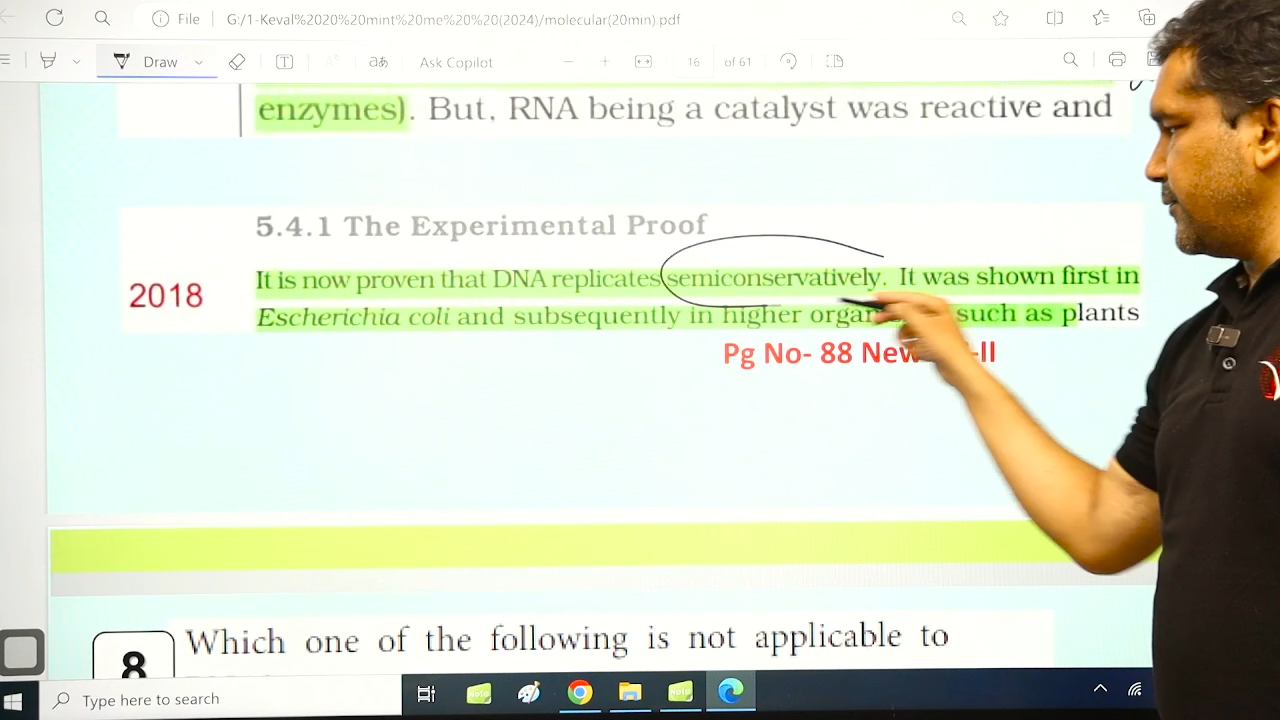 File G:/1-Keval%2020%20mint%20me%20%20(2024)/molecular(20min).pdf
Draw aあ Ask Copilot 16 of 61
enzymes). But, RNA being a catalyst was reactive and
5.4.1 The Experimental Proof
2018
It is now proven that DNA replicates semiconservatively. It was shown first in
Escherichia coli and subsequently in higher such as plants
Pg No- 88 New
8
Which one of the following is not applicable to
Type here to search